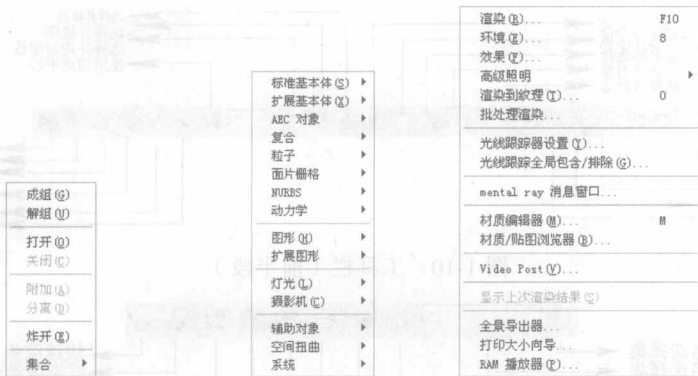 成组(G)
解组(U)
打开(O)
关闭(C)
附加(A)
分离(D)
炸开(E)
集合
标准基本体(S)
扩展基本体(X)
AEC 对象
复合
粒子
面片栅格
NURBS
动力学
图形(H)
扩展图形
灯光(L)
摄影机(C)
辅助对象
空间扭曲
系统
渲染(R)... F10
环境(E)... 8
效果(F)...
高级照明
渲染到纹理(T)... 0
批处理渲染
光线跟踪器设置(Y)...
光线跟踪全局包含/排除(G)...
mental ray 消息窗口...
材质编辑器(M)... M
材质/贴图浏览器(B)...
Video Post(V)...
显示上次渲染结果(S)
全景导出器...
打印大小向导...
RAM 播放器(P)...